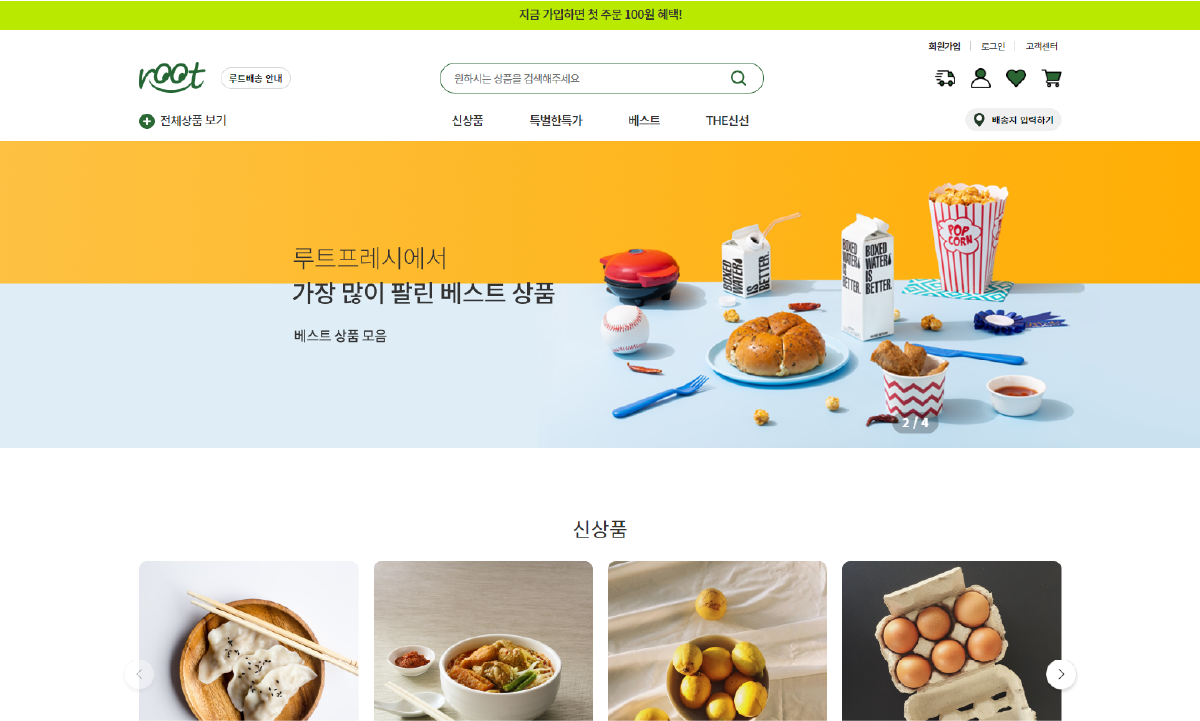 지금 가입하면 첫 주문 100원 혜택!
회원가입 로그인 고객센터
root 루트배송 안내 원하시는 상품을 검색해주세요
전체상품 보기 신상품 특별한특가 베스트 THE신선 배송지 입력하기
루트프레시에서
가장 많이 팔린 베스트 상품
베스트 상품 모음
BOXED
WATER
IS
BETTER.
BOXED
WATER
IS
BETTER.
BOXED
WATER
IS
BETTER.
POP
CORN
2 / 4
신상품